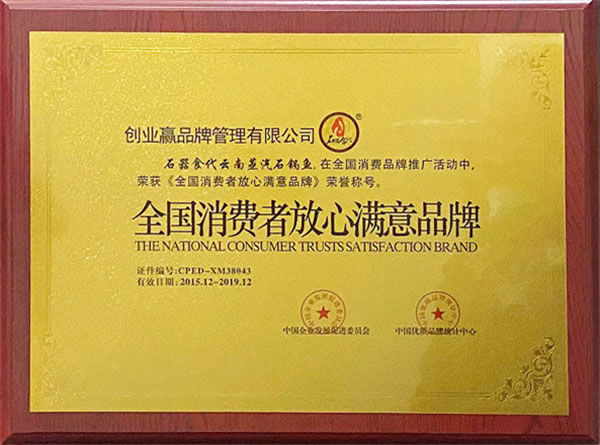 创业赢品牌管理有限公司
®
石器食代云南蒸汽石锅鱼,在全国消费品牌推广活动中,
荣获《全国消费者放心满意品牌》荣誉称号。
全国消费者放心满意品牌
THE NATIONAL CONSUMER TRUSTS SATISFACTION BRAND
证件编号:CPED-XM38043
有效日期:2015.12-2019.12
中国企业发展促进委员会
中国优质品牌统计中心